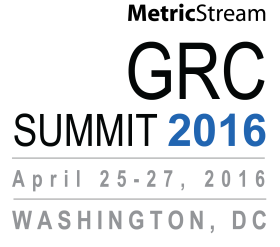 MetricStream
GRC
SUMMIT 2016
April 25-27, 2016
WASHINGTON, DC